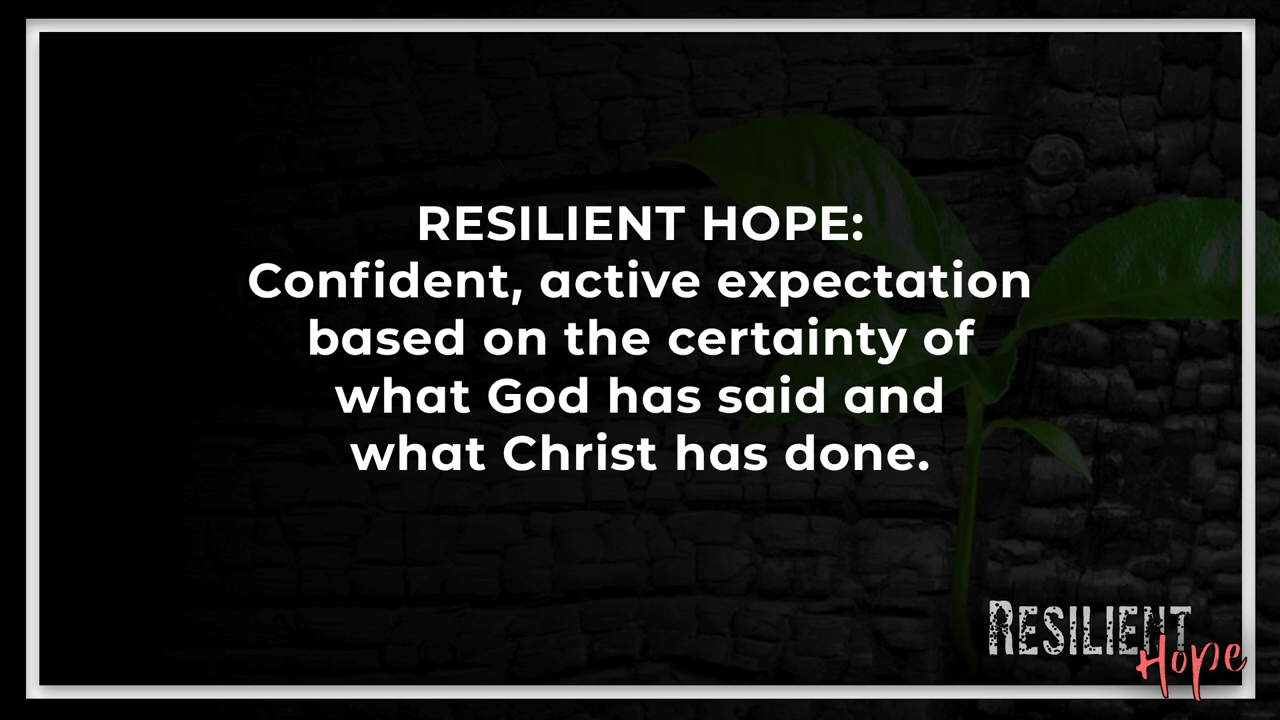 RESILIENT HOPE:
Confident, active expectation
based on the certainty of
what God has said and
what Christ has done.
RESILIENT
Hope